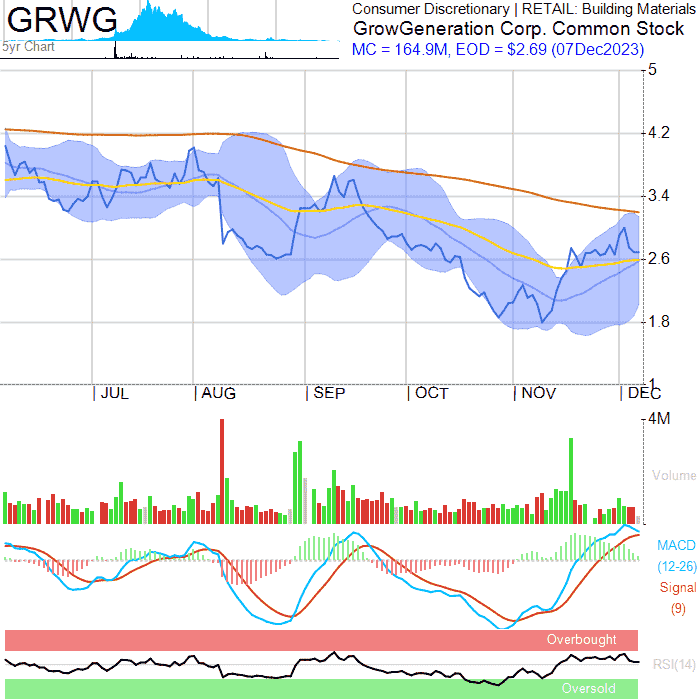 GRWG
5yr Chart
Consumer Discretionary | RETAIL: Building Materials
GrowGeneration Corp. Common Stock
MC = 164.9M, EOD = $2.69 (07Dec2023)
5
4.2
3.4
2.6
1.8
1
| JUL | AUG | SEP | OCT | NOV | DEC
4M
Volume
MACD
(12-26)
Signal
(9)
Overbought
RSI(14)
Oversold